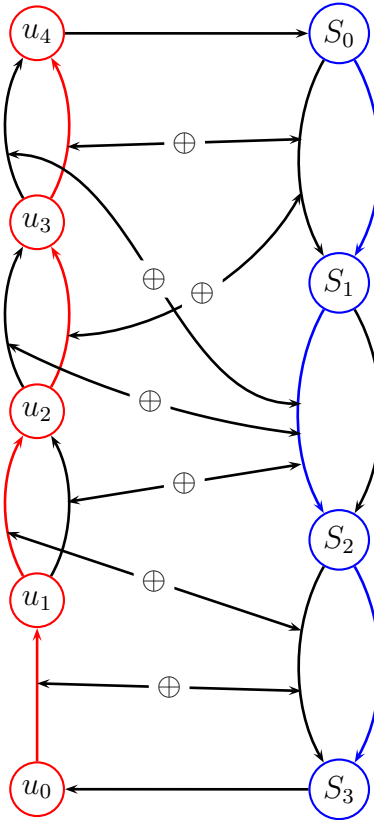 u₄ S₀
⊕
u₃
S₁
⊕
⊕
u₂ ⊕
⊕
S₂
⊕
u₁
⊕
u₀ S₃